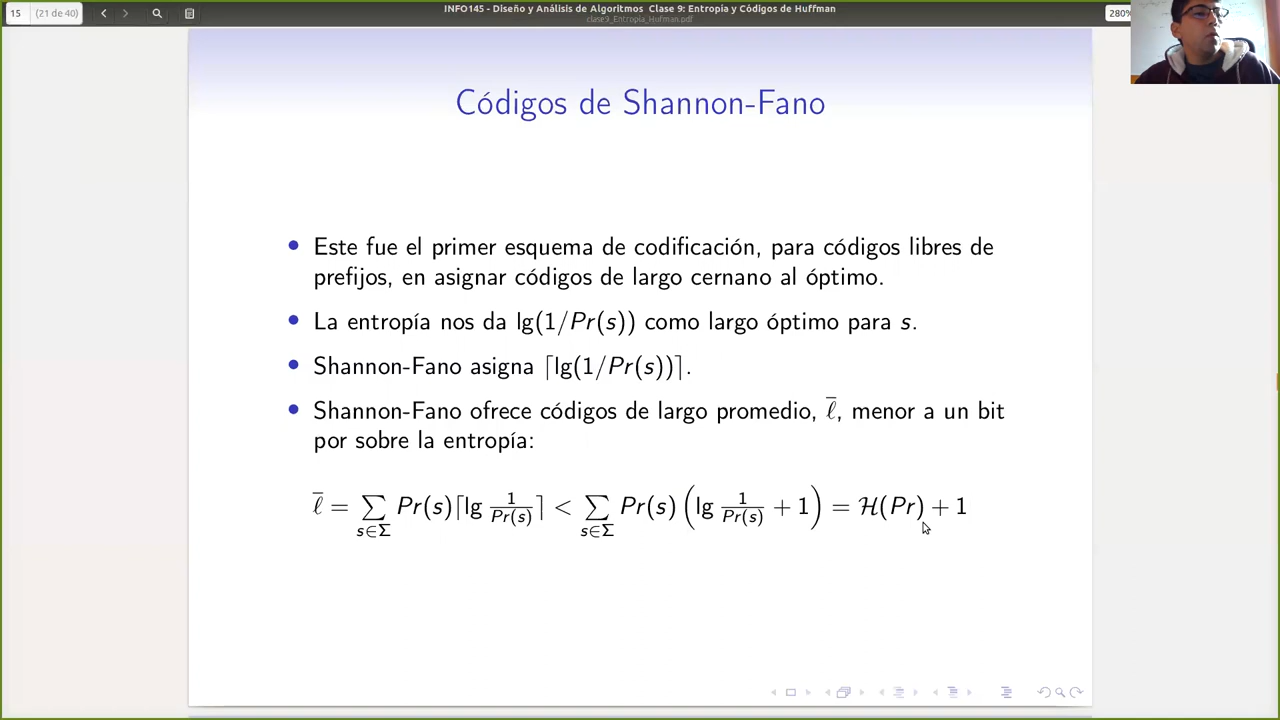 15 (21 de 40)
INFO145 - Diseño y Análisis de Algoritmos Clase 9: Entropía y Códigos de Huffman
clase9_Entropía_Hufman.pdf
280%
Códigos de Shannon-Fano
• Este fue el primer esquema de codificación, para códigos libres de
prefijos, en asignar códigos de largo cernano al óptimo.
• La entropía nos da lg(1/Pr(s)) como largo óptimo para s.
• Shannon-Fano asigna ⌈lg(1/Pr(s))⌉.
• Shannon-Fano ofrece códigos de largo promedio, ℓ̅, menor a un bit
por sobre la entropía:
ℓ̅ = ∑_{s∈Σ} Pr(s)⌈lg 1/Pr(s)⌉ < ∑_{s∈Σ} Pr(s) (lg 1/Pr(s) + 1) = H(Pr) + 1